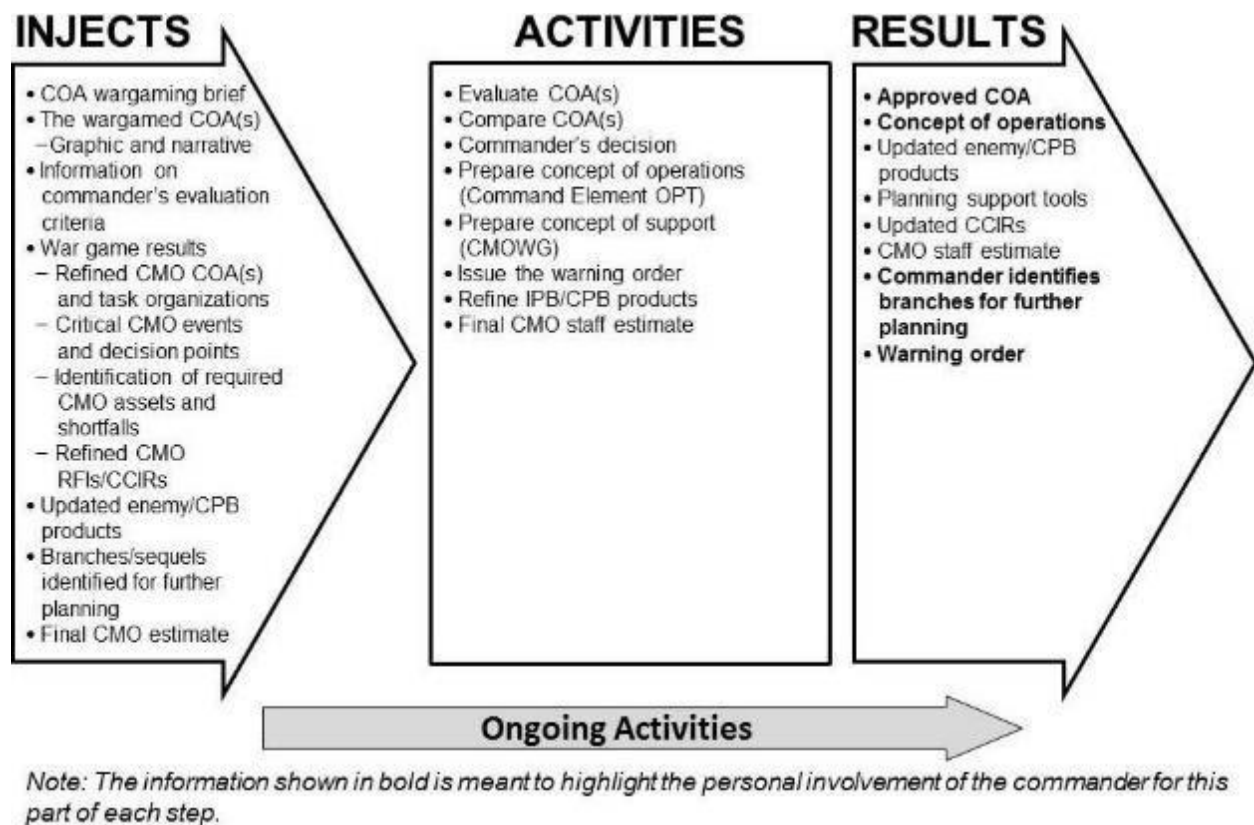 INJECTS
• COA wargaming brief
• The wargamed COA(s)
–Graphic and narrative
• Information on
commander's evaluation
criteria
• War game results
– Refined CMO COA(s)
and task organizations
– Critical CMO events
and decision points
– Identification of required
CMO assets and
shortfalls
– Refined CMO
RFIs/CCIRs
• Updated enemy/CPB
products
• Branches/sequels
identified for further
planning
• Final CMO estimate
ACTIVITIES
• Evaluate COA(s)
• Compare COA(s)
• Commander's decision
• Prepare concept of operations
(Command Element OPT)
• Prepare concept of support
(CMOWG)
• Issue the warning order
• Refine IPB/CPB products
• Final CMO staff estimate
RESULTS
• Approved COA
• Concept of operations
• Updated enemy/CPB
products
• Planning support tools
• Updated CCIRs
• CMO staff estimate
• Commander identifies
branches for further
planning
• Warning order
Ongoing Activities
Note: The information shown in bold is meant to highlight the personal involvement of the commander for this
part of each step.